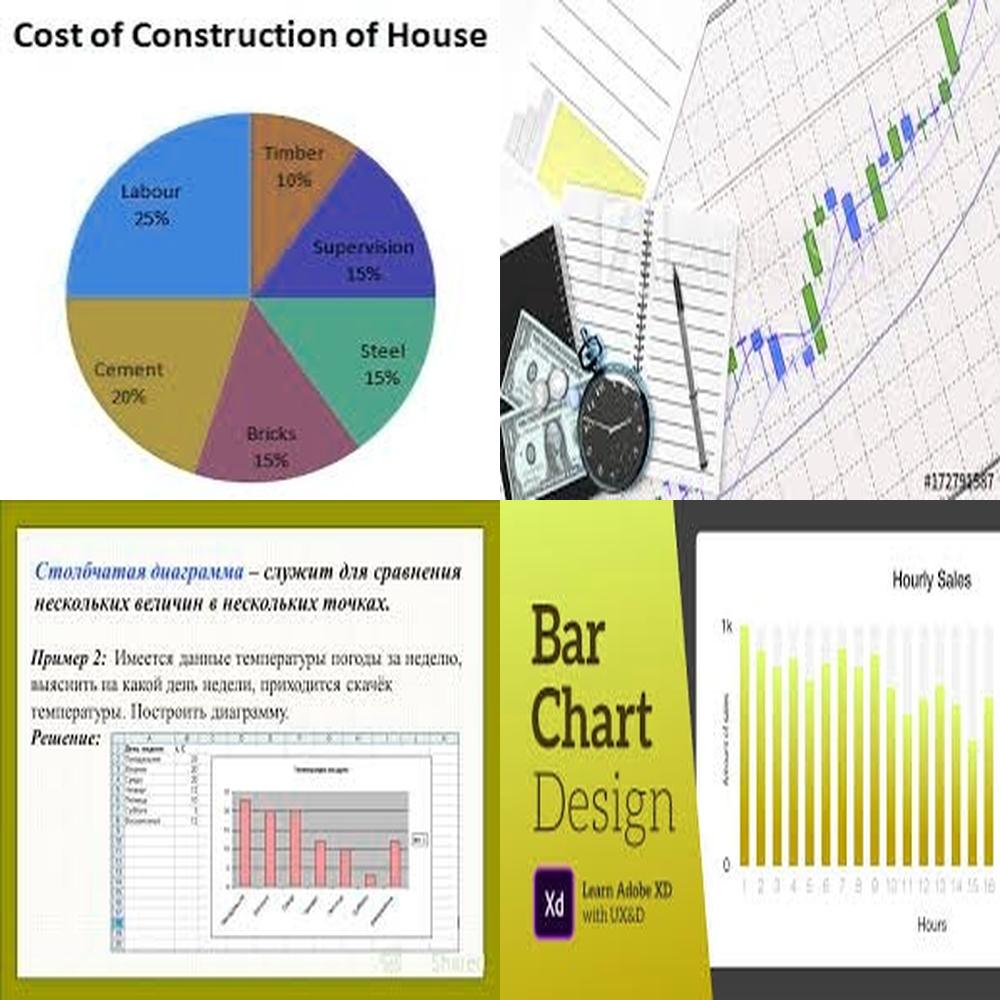 Cost of Construction of House
Timber
10%
Labour
25%
Supervision
15%
Steel
15%
Cement
20%
Bricks
15%
#172791587
Столбчатая диаграмма – служит для сравнения
нескольких величин в нескольких точках.
Пример 2: Имеется данные температуры погоды за неделю,
выяснить на какой день недели, приходится скачёк
температуры. Построить диаграмму.
Решение:
Bar
Chart
Design
Xd
Learn Adobe XD
with UX&D
Hourly Sales
1k
Amount of sales
0
1 2 3 4 5 6 7 8 9 10 11 12 13 14 15 16
Hours